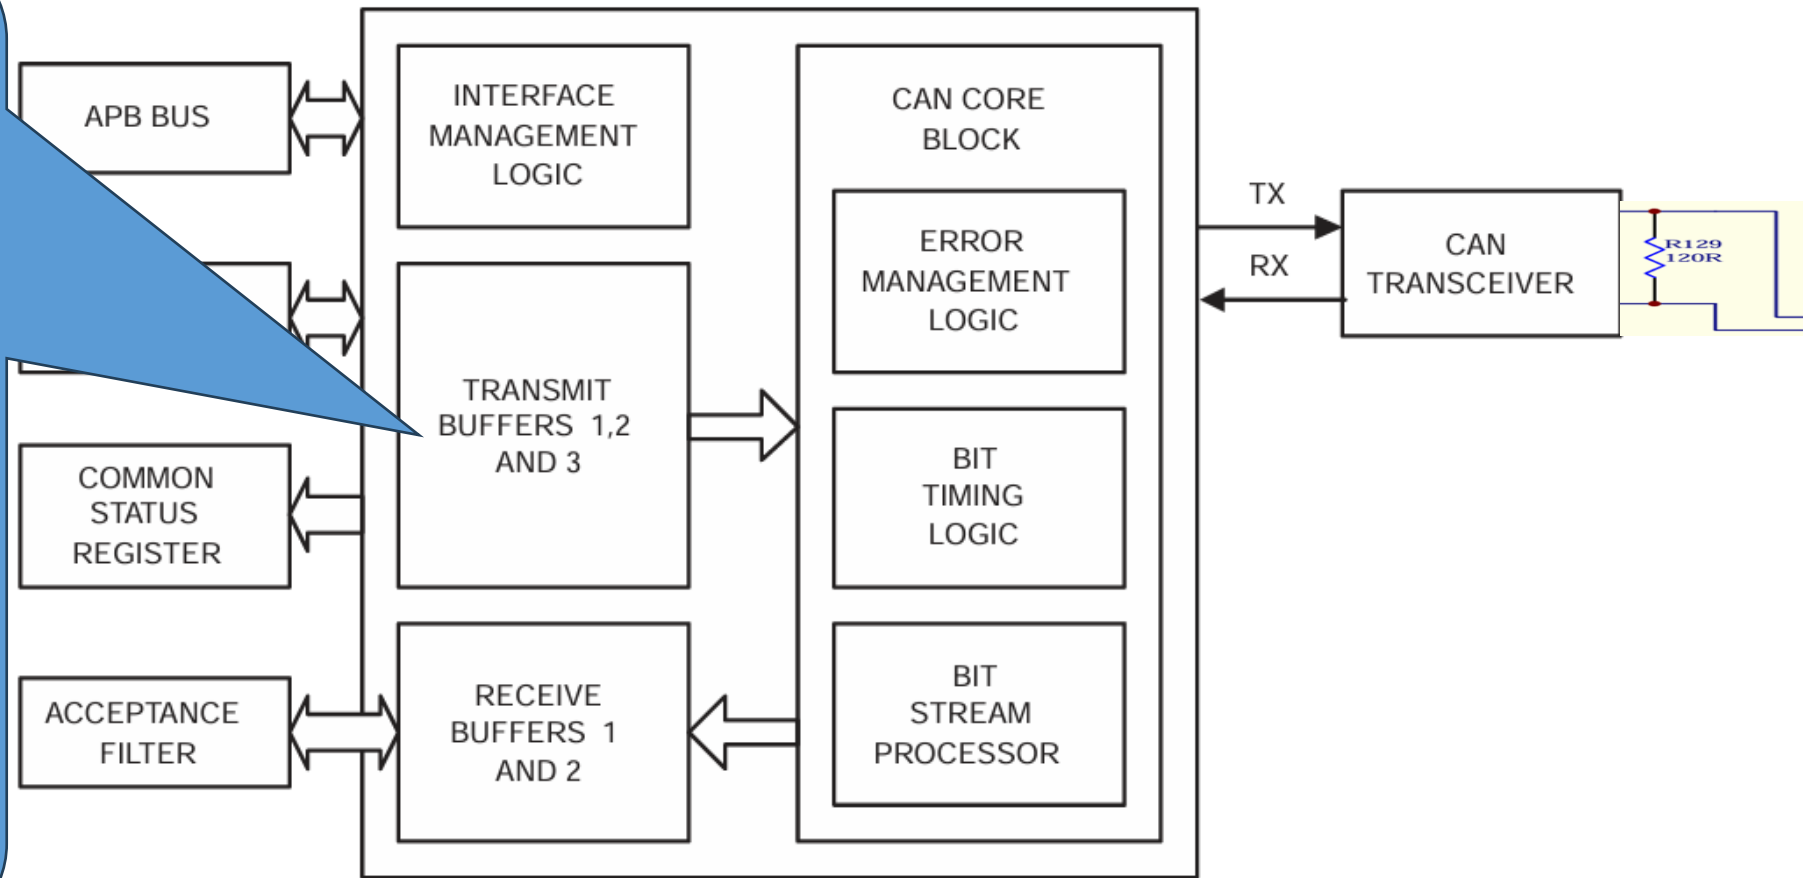 APB BUS
INTERFACE
MANAGEMENT
LOGIC
CAN CORE
BLOCK
ERROR
MANAGEMENT
LOGIC
TX
RX
CAN
TRANSCEIVER
R129
120R
TRANSMIT
BUFFERS 1,2
AND 3
BIT
TIMING
LOGIC
COMMON
STATUS
REGISTER
ACCEPTANCE
FILTER
RECEIVE
BUFFERS 1
AND 2
BIT
STREAM
PROCESSOR